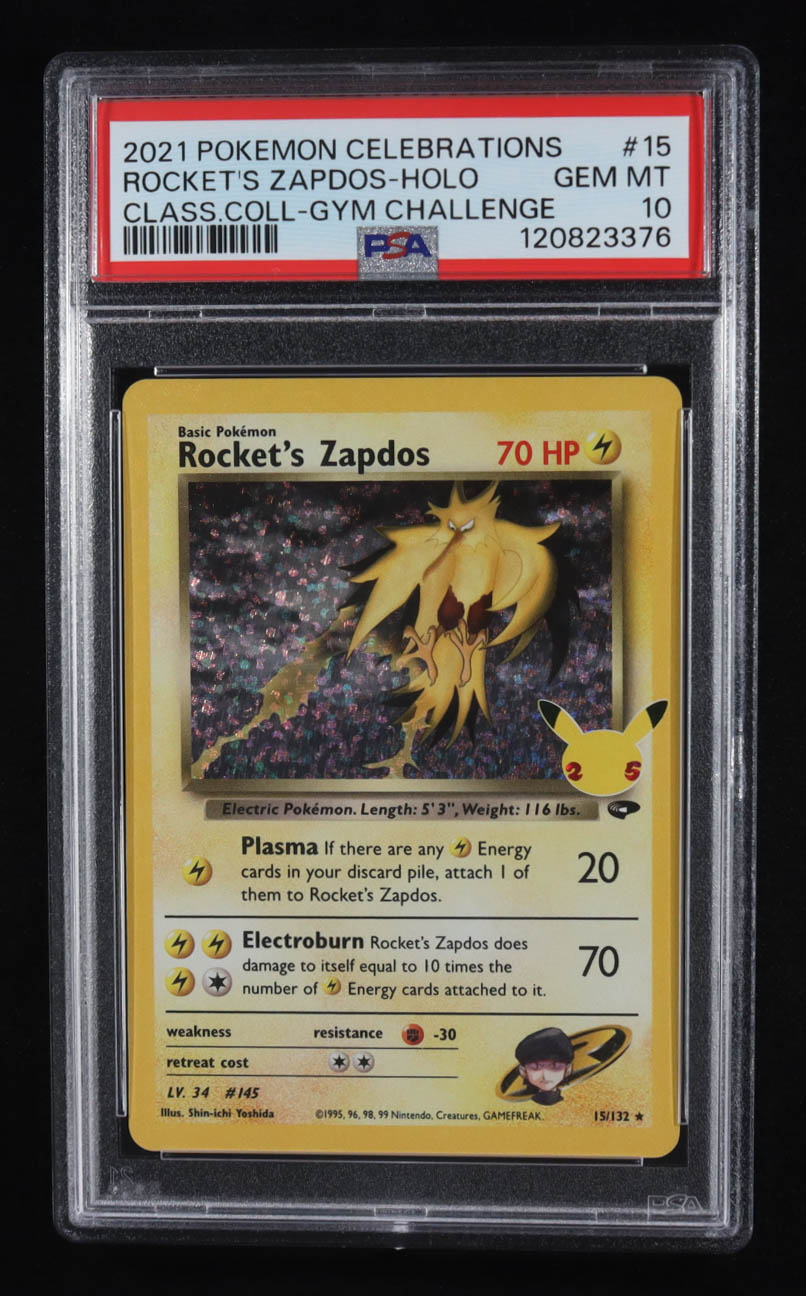 2021 POKEMON CELEBRATIONS #15
ROCKET'S ZAPDOS-HOLO GEM MT
CLASS.COLL-GYM CHALLENGE 10
PSA 120823376
Basic Pokémon
Rocket's Zapdos 70 HP
2 5
Electric Pokémon. Length: 5'3", Weight: 116 lbs.
Plasma If there are any Energy
cards in your discard pile, attach 1 of
them to Rocket's Zapdos.
20
Electroburn Rocket's Zapdos does
damage to itself equal to 10 times the
number of Energy cards attached to it.
70
weakness resistance -30
retreat cost
LV. 34 #145
Illus. Shin-ichi Yoshida ©1995, 96, 98, 99 Nintendo, Creatures, GAMEFREAK. 15/132 ★
PSA